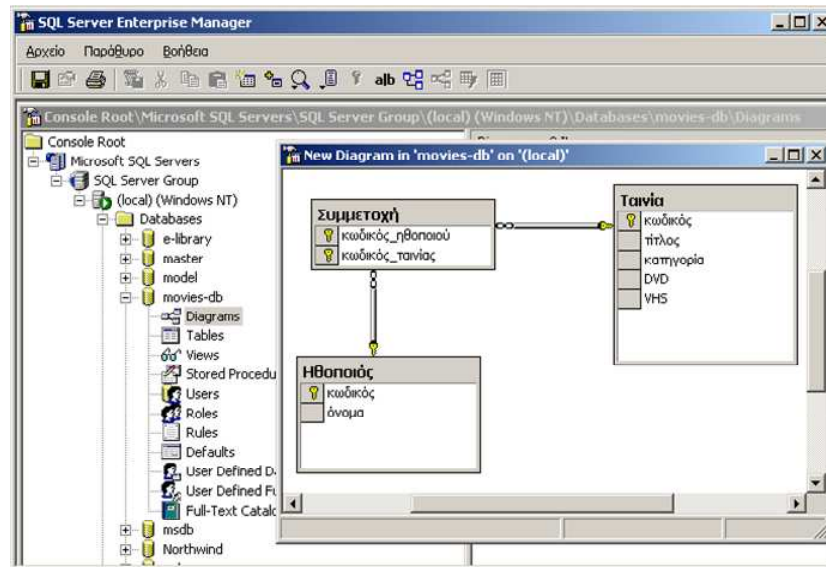 SQL Server Enterprise Manager
Αρχείο Παράθυρο Βοήθεια
alb
Console Root\Microsoft SQL Servers\SQL Server Group\(local) (Windows NT)\Databases\movies-db\Diagrams
Console Root
Microsoft SQL Servers
SQL Server Group
(local) (Windows NT)
Databases
e-library
master
model
movies-db
Diagrams
Tables
Views
Stored Procedu
Users
Roles
Rules
Defaults
User Defined D
User Defined Fu
Full-Text Catalo
msdb
Northwind
New Diagram in 'movies-db' on '(local)'
Συμμετοχή
κωδικός_ηθοποιού
κωδικός_ταινίας
Ταινία
κωδικός
τίτλος
κατηγορία
DVD
VHS
Ηθοποιός
κωδικός
όνομα